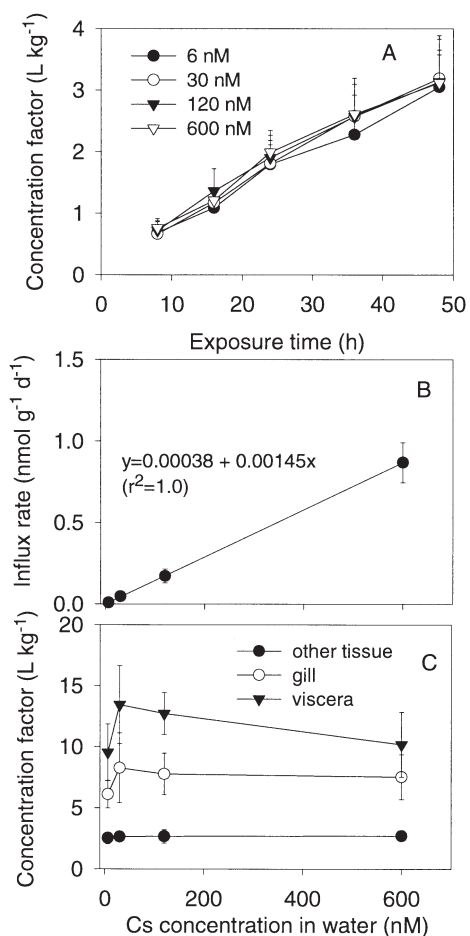 4
Concentration factor (L kg⁻¹)
A
6 nM
30 nM
120 nM
600 nM
3
2
1
0
0 10 20 30 40 50
Exposure time (h)
1.5
Influx rate (nmol g⁻¹ d⁻¹)
B
1.0
y=0.00038 + 0.00145x
(r²=1.0)
0.5
0.0
20
Concentration factor (L kg⁻¹)
C
other tissue
gill
viscera
15
10
5
0
0 200 400 600
Cs concentration in water (nM)